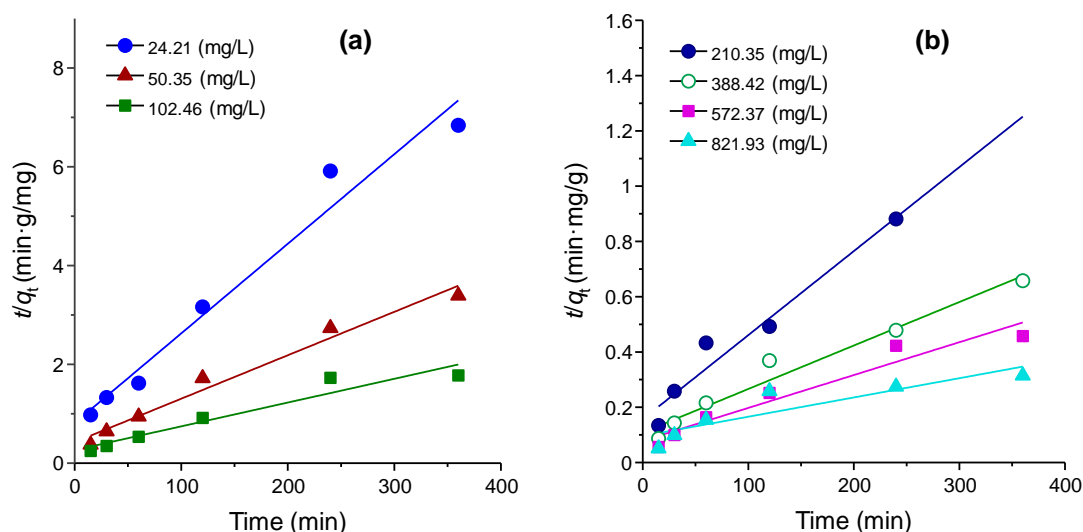 (a)
24.21 (mg/L)
50.35 (mg/L)
102.46 (mg/L)
t/qt (min·g/mg)
8
6
4
2
0
0 100 200 300 400
Time (min)
(b)
210.35 (mg/L)
388.42 (mg/L)
572.37 (mg/L)
821.93 (mg/L)
t/qt (min·mg/g)
1.6
1.4
1.2
1
0.8
0.6
0.4
0.2
0
0 100 200 300 400
Time (min)